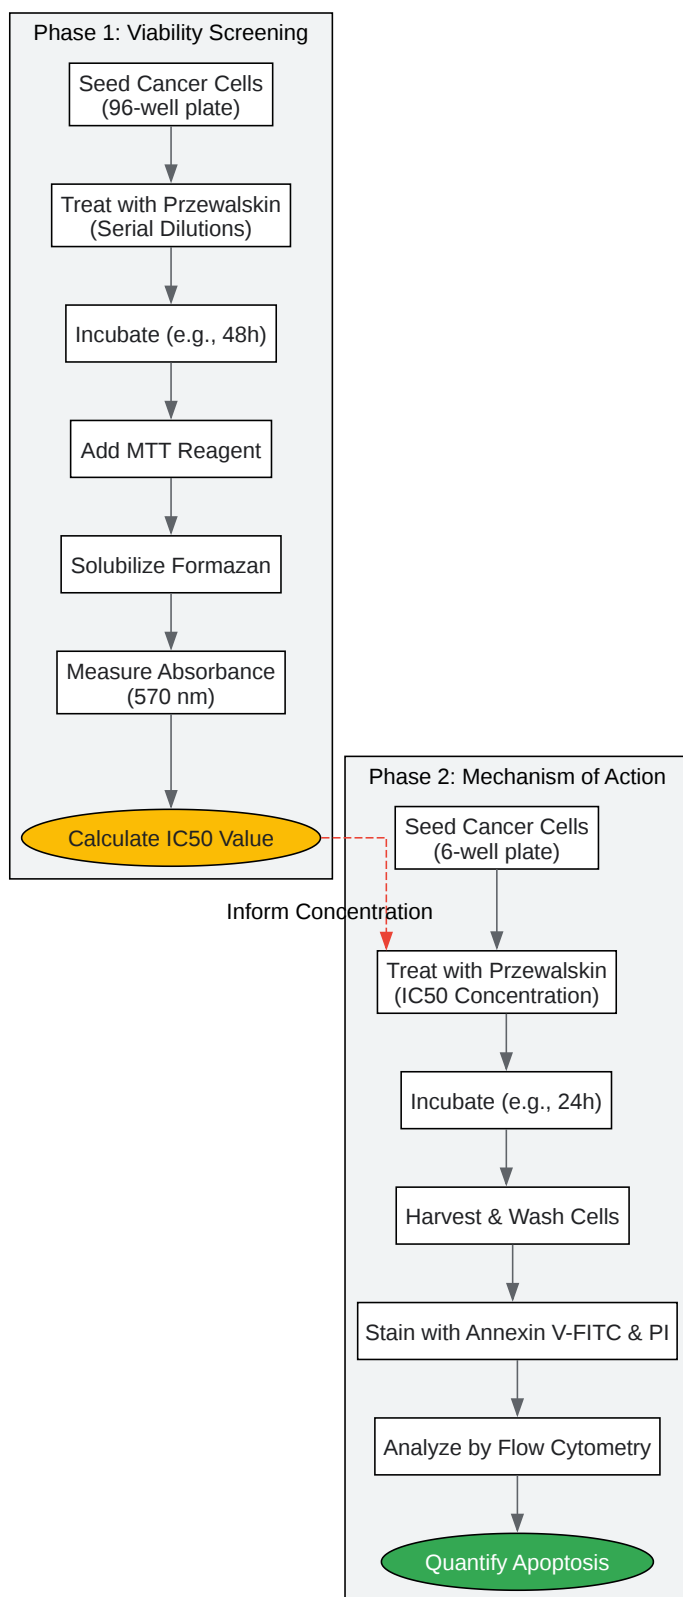 Phase 1: Viability Screening
Seed Cancer Cells
(96-well plate)
Treat with Przewalskin
(Serial Dilutions)
Incubate (e.g., 48h)
Add MTT Reagent
Solubilize Formazan
Measure Absorbance
(570 nm)
Calculate IC50 Value
Inform Concentration
Phase 2: Mechanism of Action
Seed Cancer Cells
(6-well plate)
Treat with Przewalskin
(IC50 Concentration)
Incubate (e.g., 24h)
Harvest & Wash Cells
Stain with Annexin V-FITC & PI
Analyze by Flow Cytometry
Quantify Apoptosis